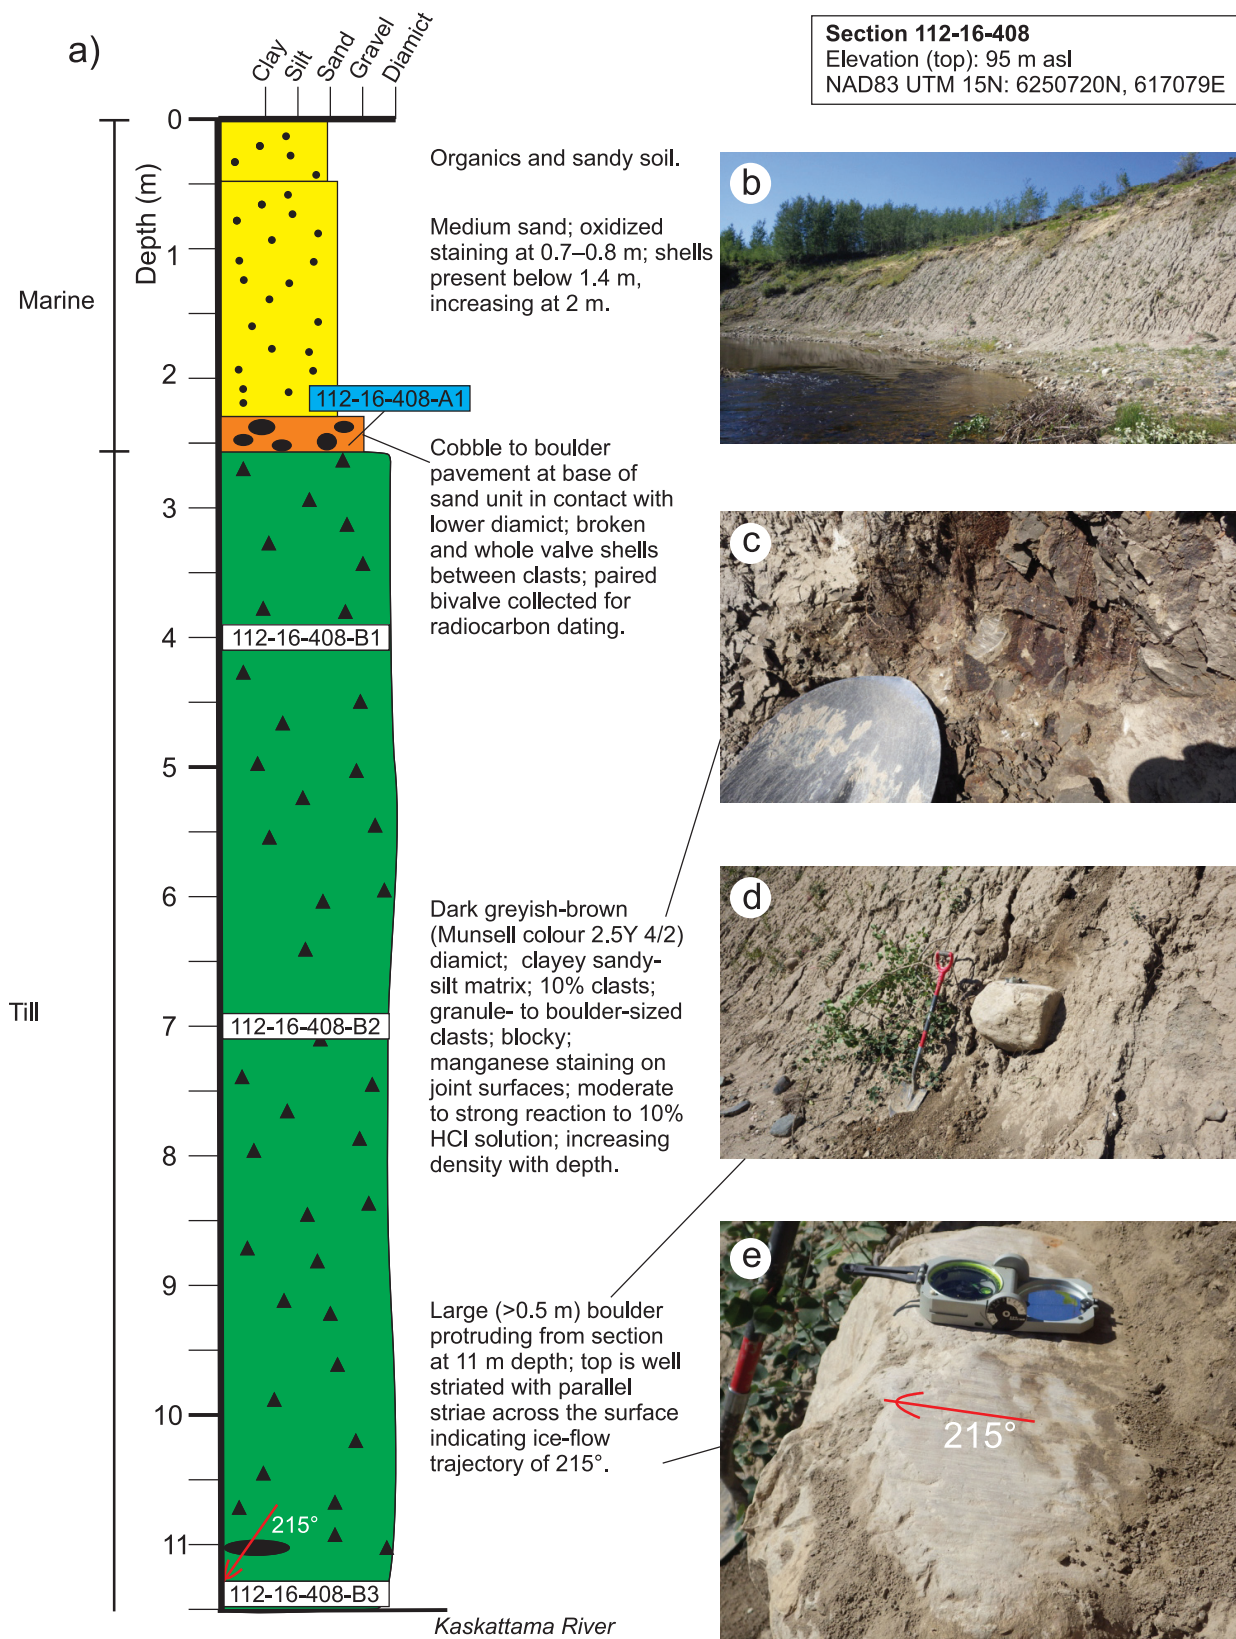 a)
Clay
Silt
Sand
Gravel
Diamict
Section 112-16-408
Elevation (top): 95 m asl
NAD83 UTM 15N: 6250720N, 617079E
Depth (m)
0
1
2
3
4
5
6
7
8
9
10
11
Marine
Till
Organics and sandy soil.
Medium sand; oxidized
staining at 0.7–0.8 m; shells
present below 1.4 m,
increasing at 2 m.
112-16-408-A1
Cobble to boulder
pavement at base of
sand unit in contact with
lower diamict; broken
and whole valve shells
between clasts; paired
bivalve collected for
radiocarbon dating.
112-16-408-B1
Dark greyish-brown
(Munsell colour 2.5Y 4/2)
diamict; clayey sandy-
silt matrix; 10% clasts;
granule- to boulder-sized
clasts; blocky;
manganese staining on
joint surfaces; moderate
to strong reaction to 10%
HCl solution; increasing
density with depth.
112-16-408-B2
Large (>0.5 m) boulder
protruding from section
at 11 m depth; top is well
striated with parallel
striae across the surface
indicating ice-flow
trajectory of 215°.
215°
112-16-408-B3
Kaskattama River
b
c
d
e
215°